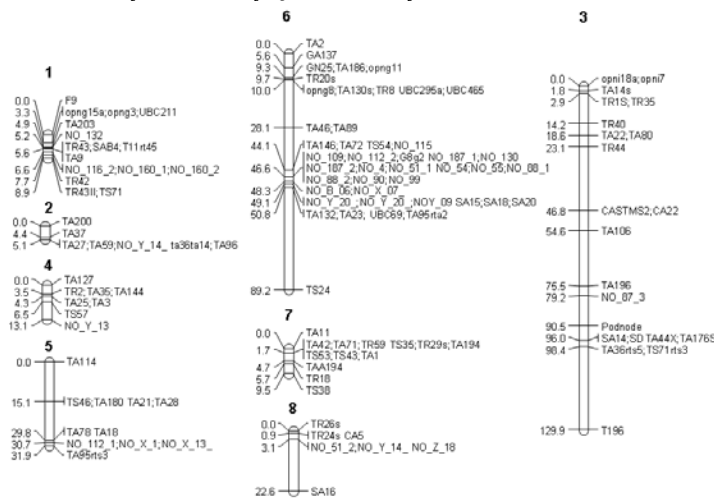 1
0.0 F9
3.3 opng15a;opng3;UBC211
4.9 TA203
5.2 NO_132
TR43;SAB4;T11rt45
5.6 TA9
6.6 NO_116_2;NO_160_1;NO_160_2
7.7 TR42
8.9 TR43II;TS71
2
0.0 TA200
4.4 TA37
5.1 TA27;TA59;NO_Y_14_ ta36ta14;TA96
4
0.0 TA127
3.5 TR2;TA35;TA144
4.3 TA25;TA3
6.5 TS57
13.1 NO_Y_13
5
0.0 TA114
15.1 TS46;TA180 TA21;TA28
29.8 TA78 TA18
30.7 NO_112_1;NO_X_1;NO_X_13_
31.9 TA95rts3
6
0.0 TA2
5.6 GA137
9.3 GN25;TA186;opng11
9.7 TR20s
10.0 opng8;TA130s;TR8 UBC295a;UBC465
28.1 TA46;TA89
44.1 TA146;TA72 TS54;NO_115
NO_109;NO_112_2;G8g2 NO_187_1;NO_130
46.6 NO_187_2;NO_4;NO_51_1 NO_54;NO_55;NO_88_1
NO_88_2;NO_90;NO_99
48.3 NO_B_06;NO_X_07
49.1 NO_Y_20_;NO_Y_20_;NOY_09 SA15;SA18;SA20
50.8 TA132;TA23; UBC69;TA95rta2
89.2 TS24
7
0.0 TA11
TA42;TA71;TR59 TS35;TR29s;TA194
1.7 TS53;TS43;TA1
4.7 TAA194
5.7 TR18
9.5 TS38
8
0.0 TR26s
0.9 TR24s CA5
3.1 NO_51_2;NO_Y_14_ NO_Z_18
22.6 SA16
3
0.0 opni18a;opni7
1.8 TA14s
2.9 TR1S;TR35
14.2 TR40
18.6 TA22;TA80
23.1 TR44
46.8 CASTMS2;CA22
54.6 TA106
76.5 TA196
79.2 NO_87_3
90.5 Podnode
96.0 SA14;SD TA44X;TA176S
98.4 TA36rts5;TS71rts3
129.9 T196